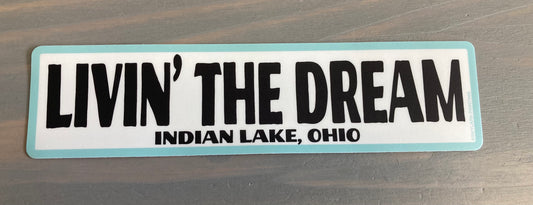 LIVIN' THE DREAM
INDIAN LAKE, OHIO